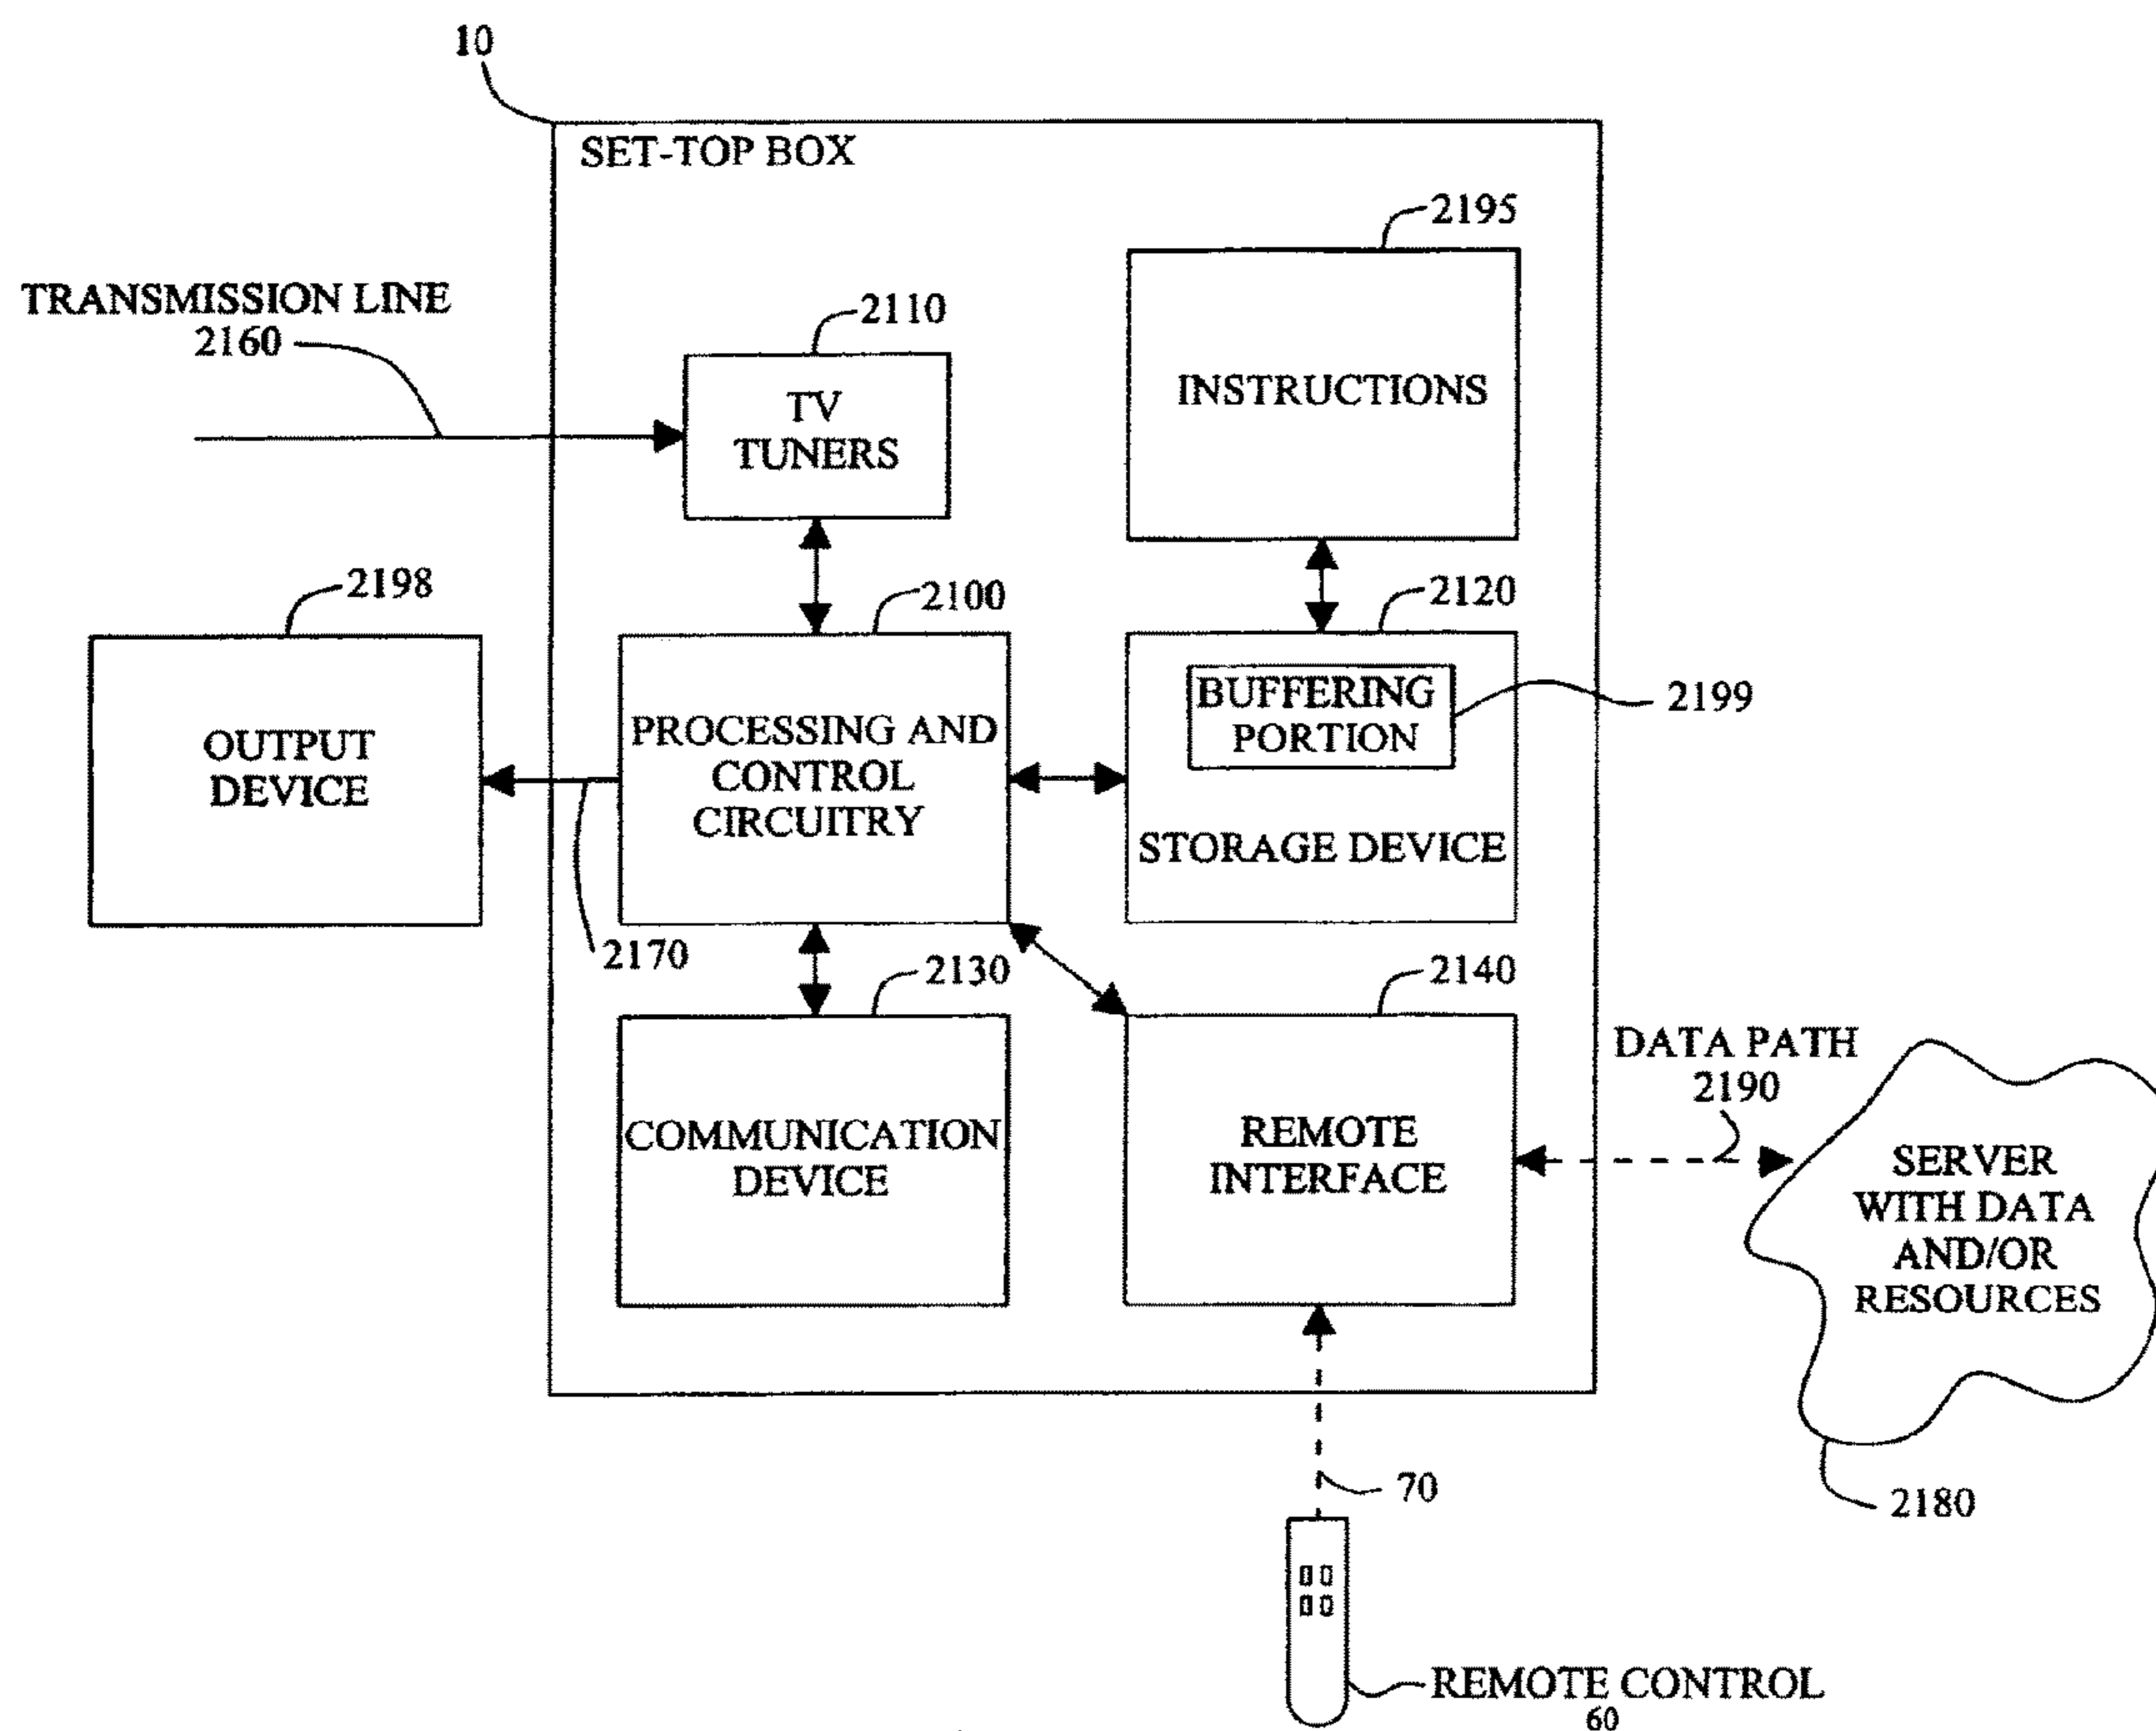 10
SET-TOP BOX
2195
TRANSMISSION LINE
2160
2110
TV
TUNERS
INSTRUCTIONS
2198
2100
2120
OUTPUT
DEVICE
PROCESSING AND
CONTROL
CIRCUITRY
BUFFERING
PORTION
2199
STORAGE DEVICE
2170
2130
2140
COMMUNICATION
DEVICE
REMOTE
INTERFACE
DATA PATH
2190
SERVER
WITH DATA
AND/OR
RESOURCES
70
2180
REMOTE CONTROL
60